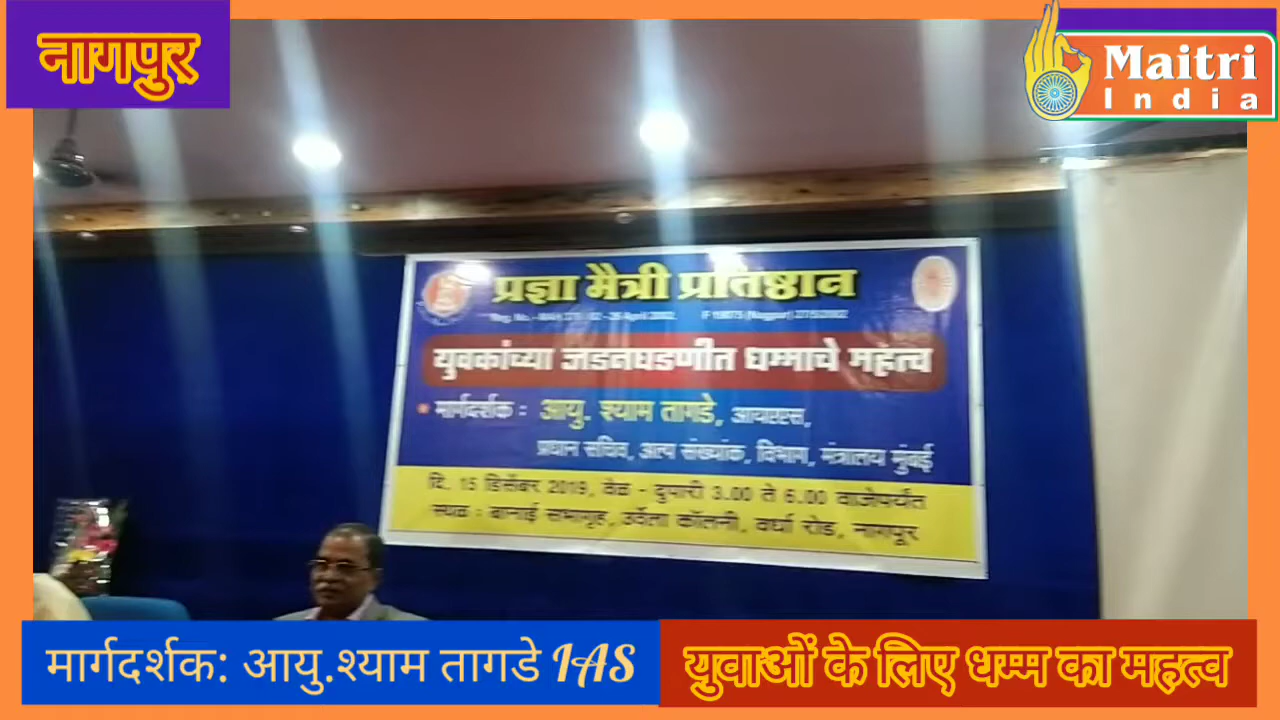 नागपुर
Maitri
India
प्रज्ञा मैत्री प्रतिष्ठान
युवकांच्या जडनघडणीत धम्माचे महत्व
मार्गदर्शक : आयु. श्याम तागडे, आयएएस,
प्रधान सचिव, अल्प संख्यांक, विभाग, मंत्रालय मुंबई
दि. 15 डिसेंबर 2019, वेळ - दुपारी 3.00 ते 6.00 वाजेपर्यंत
स्थळ : बानाई सभागृह, उर्वेला कॉलनी, वर्धा रोड, नागपूर
मार्गदर्शक: आयु.श्याम तागडे IAS
युवाओं के लिए धम्म का महत्व